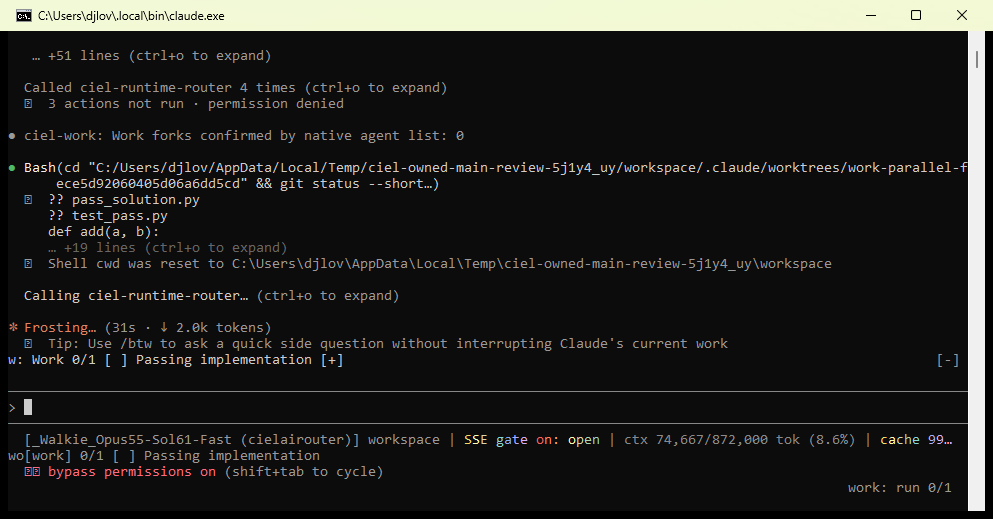 C:\Users\djlov\.local\bin\claude.exe
… +51 lines (ctrl+o to expand)
Called ciel-runtime-router 4 times (ctrl+o to expand)
3 actions not run · permission denied
● ciel-work: Work forks confirmed by native agent list: 0
● Bash(cd "C:/Users/djlov/AppData/Local/Temp/ciel-owned-main-review-5j1y4_uy/workspace/.claude/worktrees/work-parallel-f
ece5d92060405d06a6dd5cd" && git status --short…)
?? pass_solution.py
?? test_pass.py
def add(a, b):
… +19 lines (ctrl+o to expand)
Shell cwd was reset to C:\Users\djlov\AppData\Local\Temp\ciel-owned-main-review-5j1y4_uy\workspace
Calling ciel-runtime-router… (ctrl+o to expand)
✻ Frosting… (31s · ↓ 2.0k tokens)
Tip: Use /btw to ask a quick side question without interrupting Claude's current work
w: Work 0/1 [ ] Passing implementation [+] [-]
>
[_Walkie_Opus55-Sol61-Fast (cielairouter)] workspace | SSE gate on: open | ctx 74,667/872,000 tok (8.6%) | cache 99…
wo[work] 0/1 [ ] Passing implementation
bypass permissions on (shift+tab to cycle)
work: run 0/1